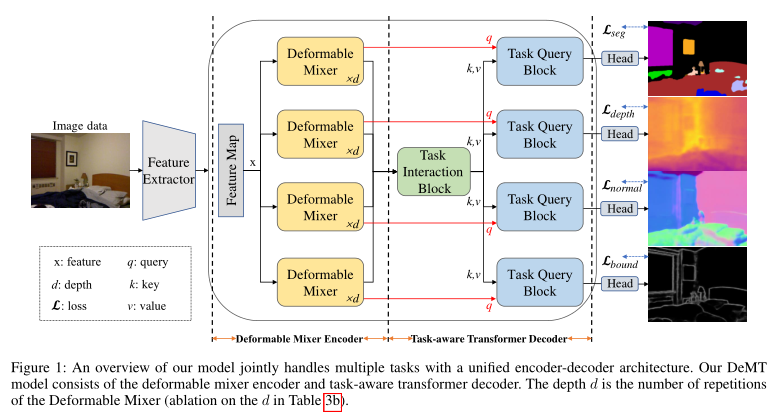 Image data
Feature
Extractor
Feature Map
x
Deformable
Mixer
×d
Deformable
Mixer
×d
Deformable
Mixer
×d
Deformable
Mixer
×d
Task
Interaction
Block
q
k,v
Task Query
Block
q
k,v
Task Query
Block
k,v
q
Task Query
Block
k,v
q
Task Query
Block
Head
Head
Head
Head
𝓛seg
𝓛depth
𝓛normal
𝓛bound
x: feature q: query
d: depth k: key
𝓛: loss v: value
Deformable Mixer Encoder Task-aware Transformer Decoder
Figure 1: An overview of our model jointly handles multiple tasks with a unified encoder-decoder architecture. Our DeMT
model consists of the deformable mixer encoder and task-aware transformer decoder. The depth d is the number of repetitions
of the Deformable Mixer (ablation on the d in Table 3b).